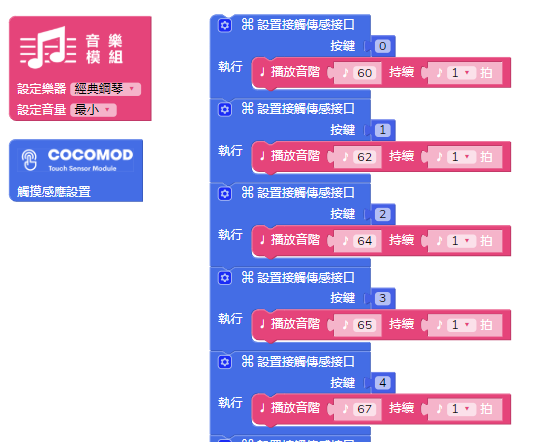 音樂
模組
設定樂器 經典鋼琴
設定音量 最小
COCOMOD
Touch Sensor Module
觸摸感應設置
設置接觸傳感接口
按鍵 0
執行 播放音階 60 持續 1 拍
設置接觸傳感接口
按鍵 1
執行 播放音階 62 持續 1 拍
設置接觸傳感接口
按鍵 2
執行 播放音階 64 持續 1 拍
設置接觸傳感接口
按鍵 3
執行 播放音階 65 持續 1 拍
設置接觸傳感接口
按鍵 4
執行 播放音階 67 持續 1 拍